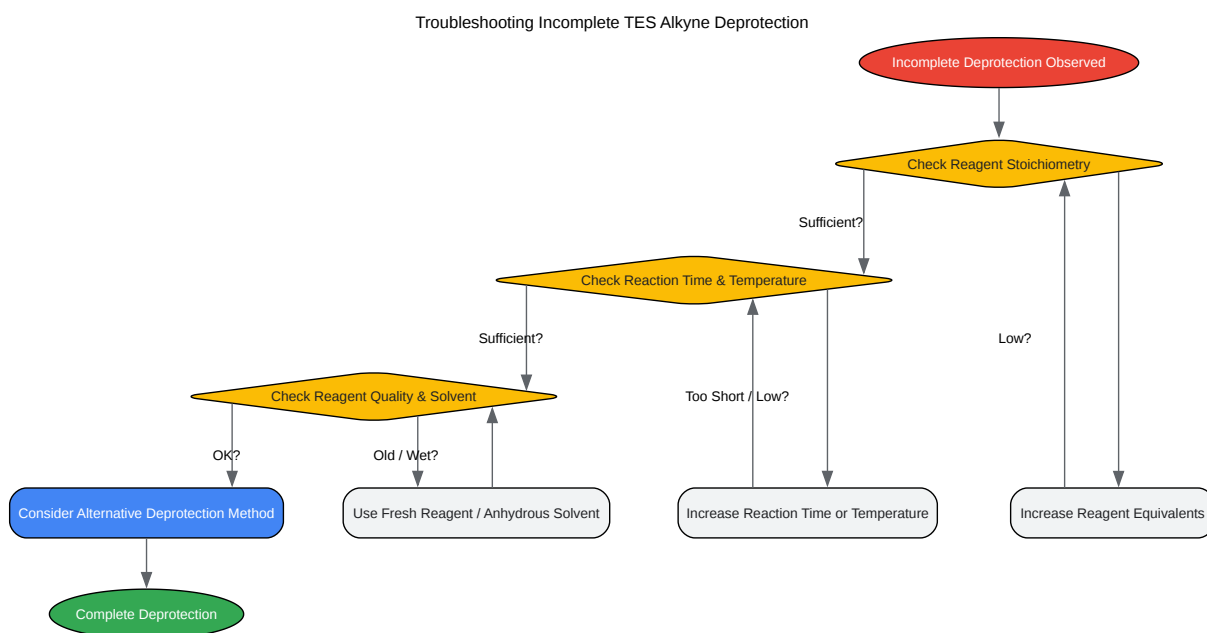 Troubleshooting Incomplete TES Alkyne Deprotection
Incomplete Deprotection Observed
Check Reagent Stoichiometry
Sufficient?
Check Reaction Time & Temperature
Sufficient?
Low?
Check Reagent Quality & Solvent
Too Short / Low?
OK?
Old / Wet?
Consider Alternative Deprotection Method
Use Fresh Reagent / Anhydrous Solvent
Increase Reaction Time or Temperature
Increase Reagent Equivalents
Complete Deprotection